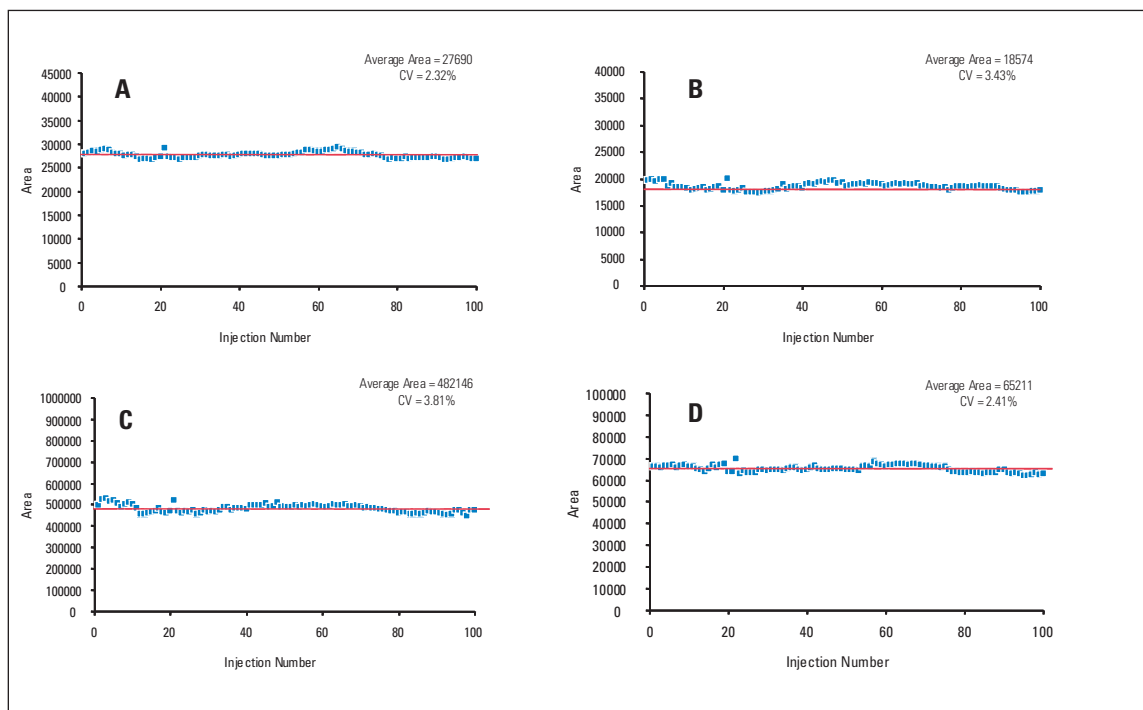 Average Area = 27690
CV = 2.32%
A
45000
40000
35000
30000
25000
20000
15000
10000
5000
0
Area
0 20 40 60 80 100
Injection Number
Average Area = 18574
CV = 3.43%
B
40000
35000
30000
25000
20000
15000
10000
5000
0
Area
0 20 40 60 80 100
Injection Number
Average Area = 482146
CV = 3.81%
C
1000000
900000
800000
700000
600000
500000
400000
300000
200000
100000
0
Area
0 20 40 60 80 100
Injection Number
Average Area = 65211
CV = 2.41%
D
100000
90000
80000
70000
60000
50000
40000
30000
20000
10000
0
Area
0 20 40 60 80 100
Injection Number